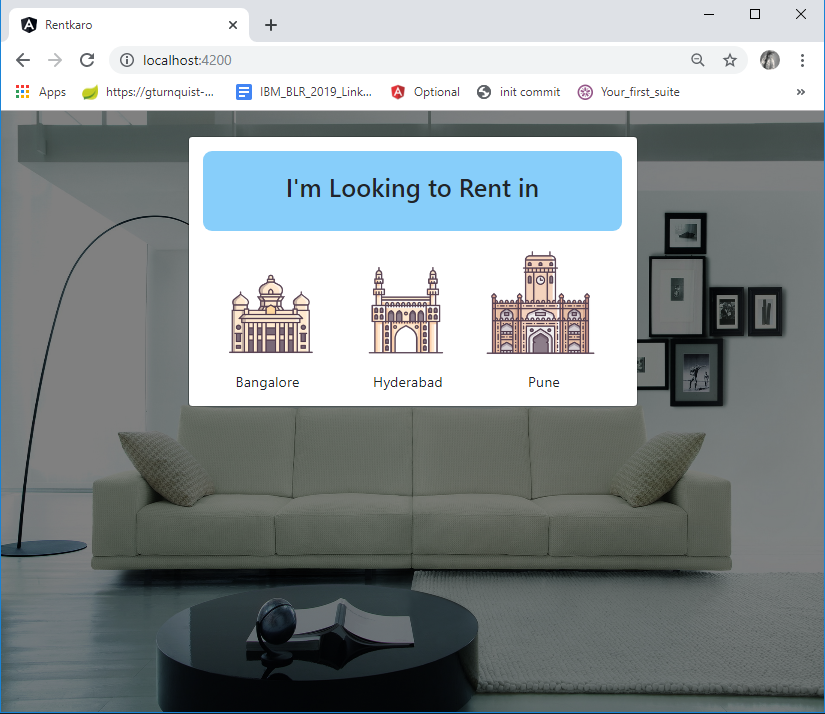 Rentkaro
localhost:4200
Apps https://gturnquist-... IBM_BLR_2019_Link... Optional init commit Your_first_suite »
I'm Looking to Rent in
Bangalore Hyderabad Pune